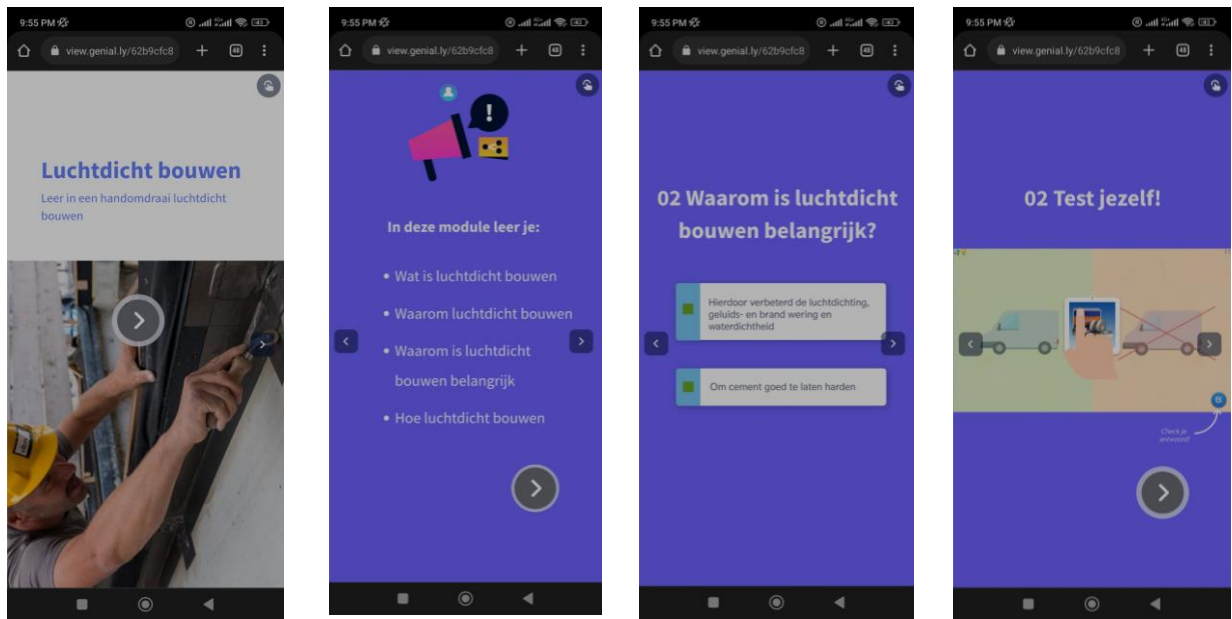 9:55 PM
view.genial.ly/62b9cfc8
48
Luchtdicht bouwen
Leer in een handomdraai luchtdicht
bouwen
9:55 PM
view.genial.ly/62b9cfc8
48
!
In deze module leer je:
• Wat is luchtdicht bouwen
• Waarom luchtdicht bouwen
• Waarom is luchtdicht
bouwen belangrijk
• Hoe luchtdicht bouwen
9:55 PM
view.genial.ly/62b9cfc8
48
02 Waarom is luchtdicht
bouwen belangrijk?
Hierdoor verbeterd de luchtdichting,
geluids- en brand wering en
waterdichtheid
Om cement goed te laten harden
9:55 PM
view.genial.ly/62b9cfc8
48
02 Test jezelf!
Check je
antwoord!